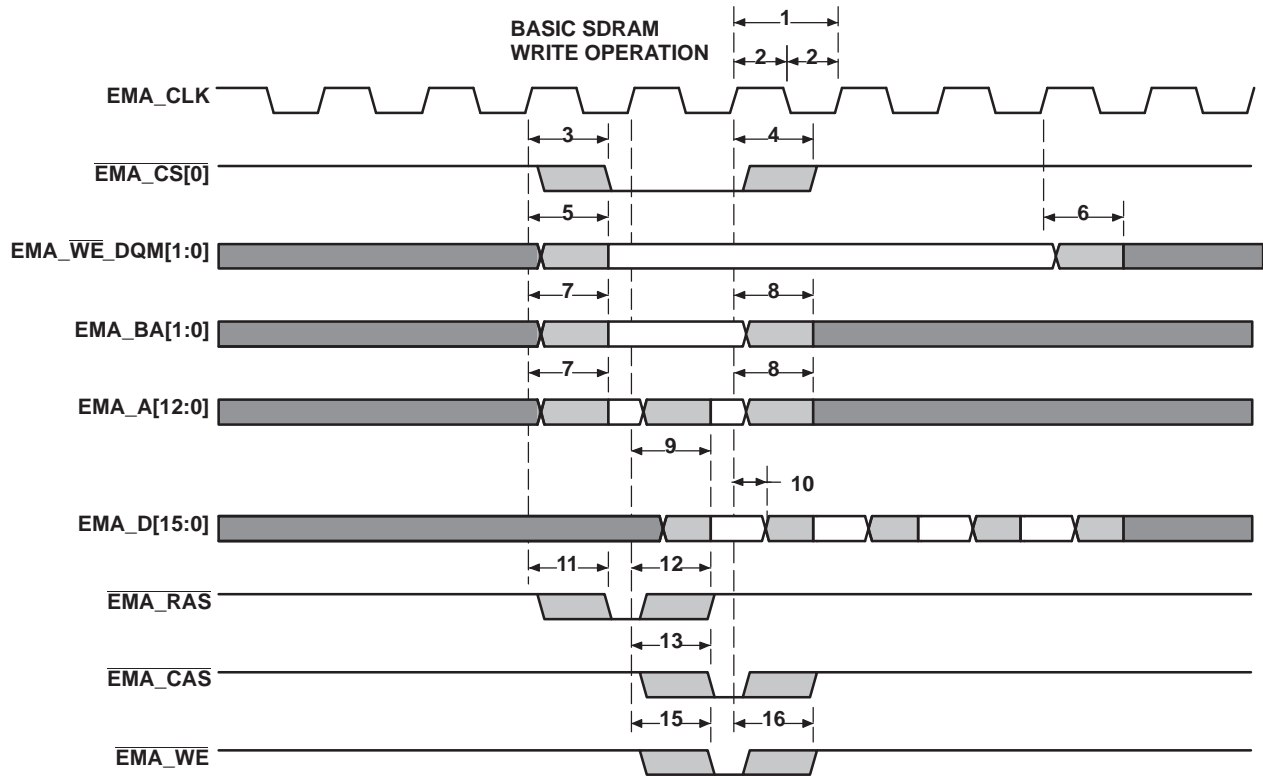 BASIC SDRAM
WRITE OPERATION
1
2 2
EMA_CLK
3 4
EMA_CS[0]
5 6
EMA_WE_DQM[1:0]
7 8
EMA_BA[1:0]
7 8
EMA_A[12:0]
9
10
EMA_D[15:0]
11 12
EMA_RAS
13
EMA_CAS
15 16
EMA_WE